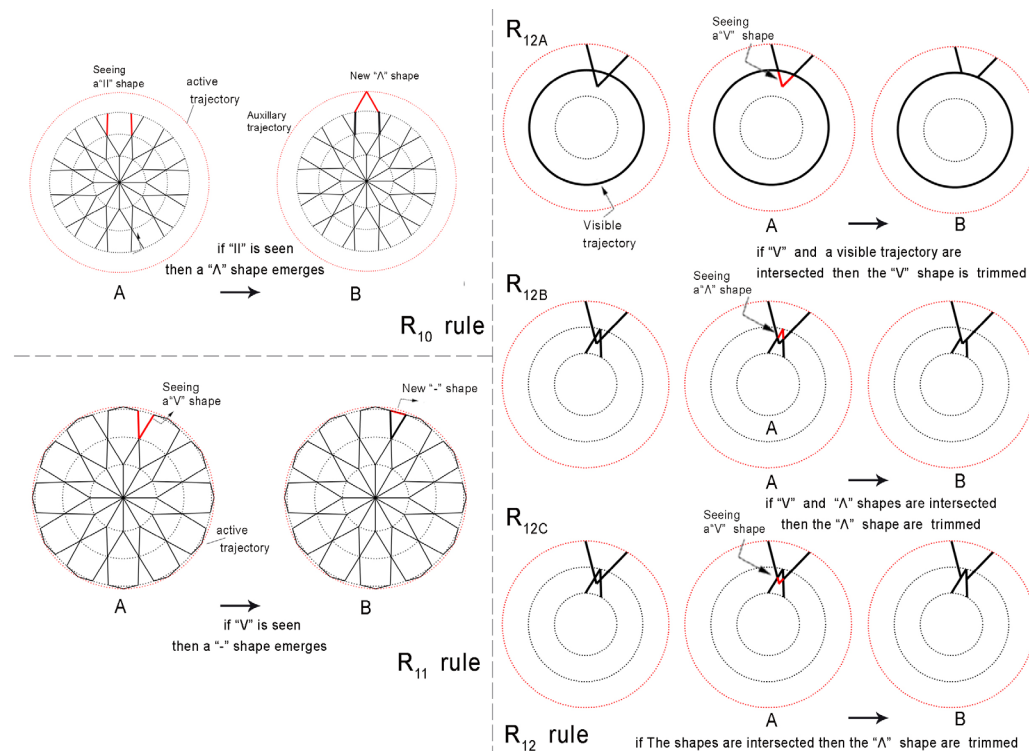 Seeing
a"II" shape
active
trajectory
New "Λ" shape
Auxillary
trajectory
if "II" is seen
then a "Λ" shape emerges
A
B
R10 rule
Seeing
a"V" shape
New "-" shape
active
trajectory
A
B
if "V" is seen
then a "-" shape emerges
R11 rule
R12A
Seeing
a"V" shape
Visible
trajectory
A
B
if "V" and a visible trajectory are
intersected then the "V" shape is trimmed
R12B
Seeing
a"Λ" shape
A
A
B
if "V" and "Λ" shapes are intersected
then the "Λ" shape are trimmed
R12C
Seeing
a"V" shape
A
B
R12 rule
if The shapes are intersected then the "Λ" shape are trimmed